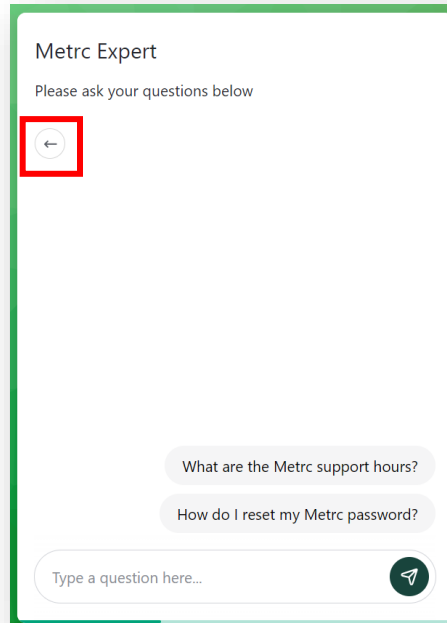 Metrc Expert
Please ask your questions below
What are the Metrc support hours?
How do I reset my Metrc password?
Type a question here...